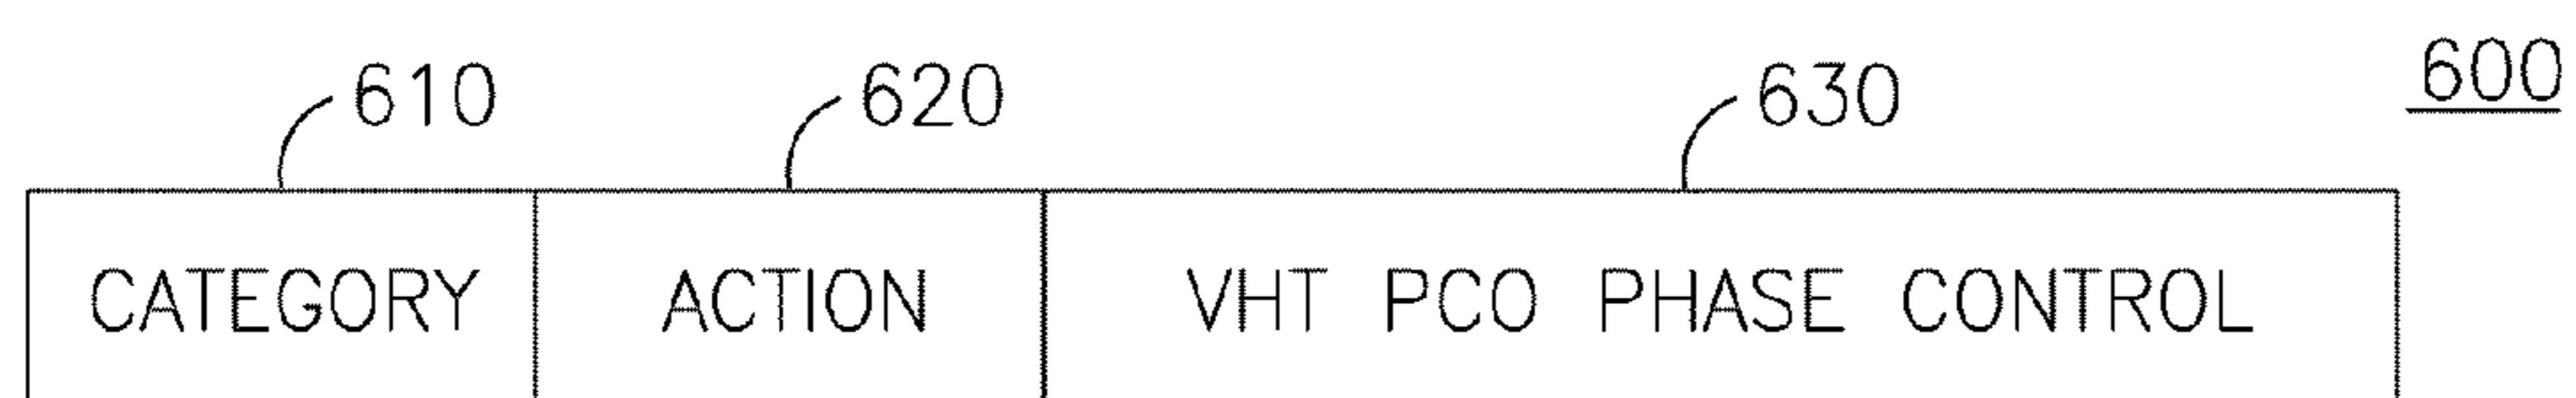 610 620 630 600
CATEGORY ACTION VHT PCO PHASE CONTROL